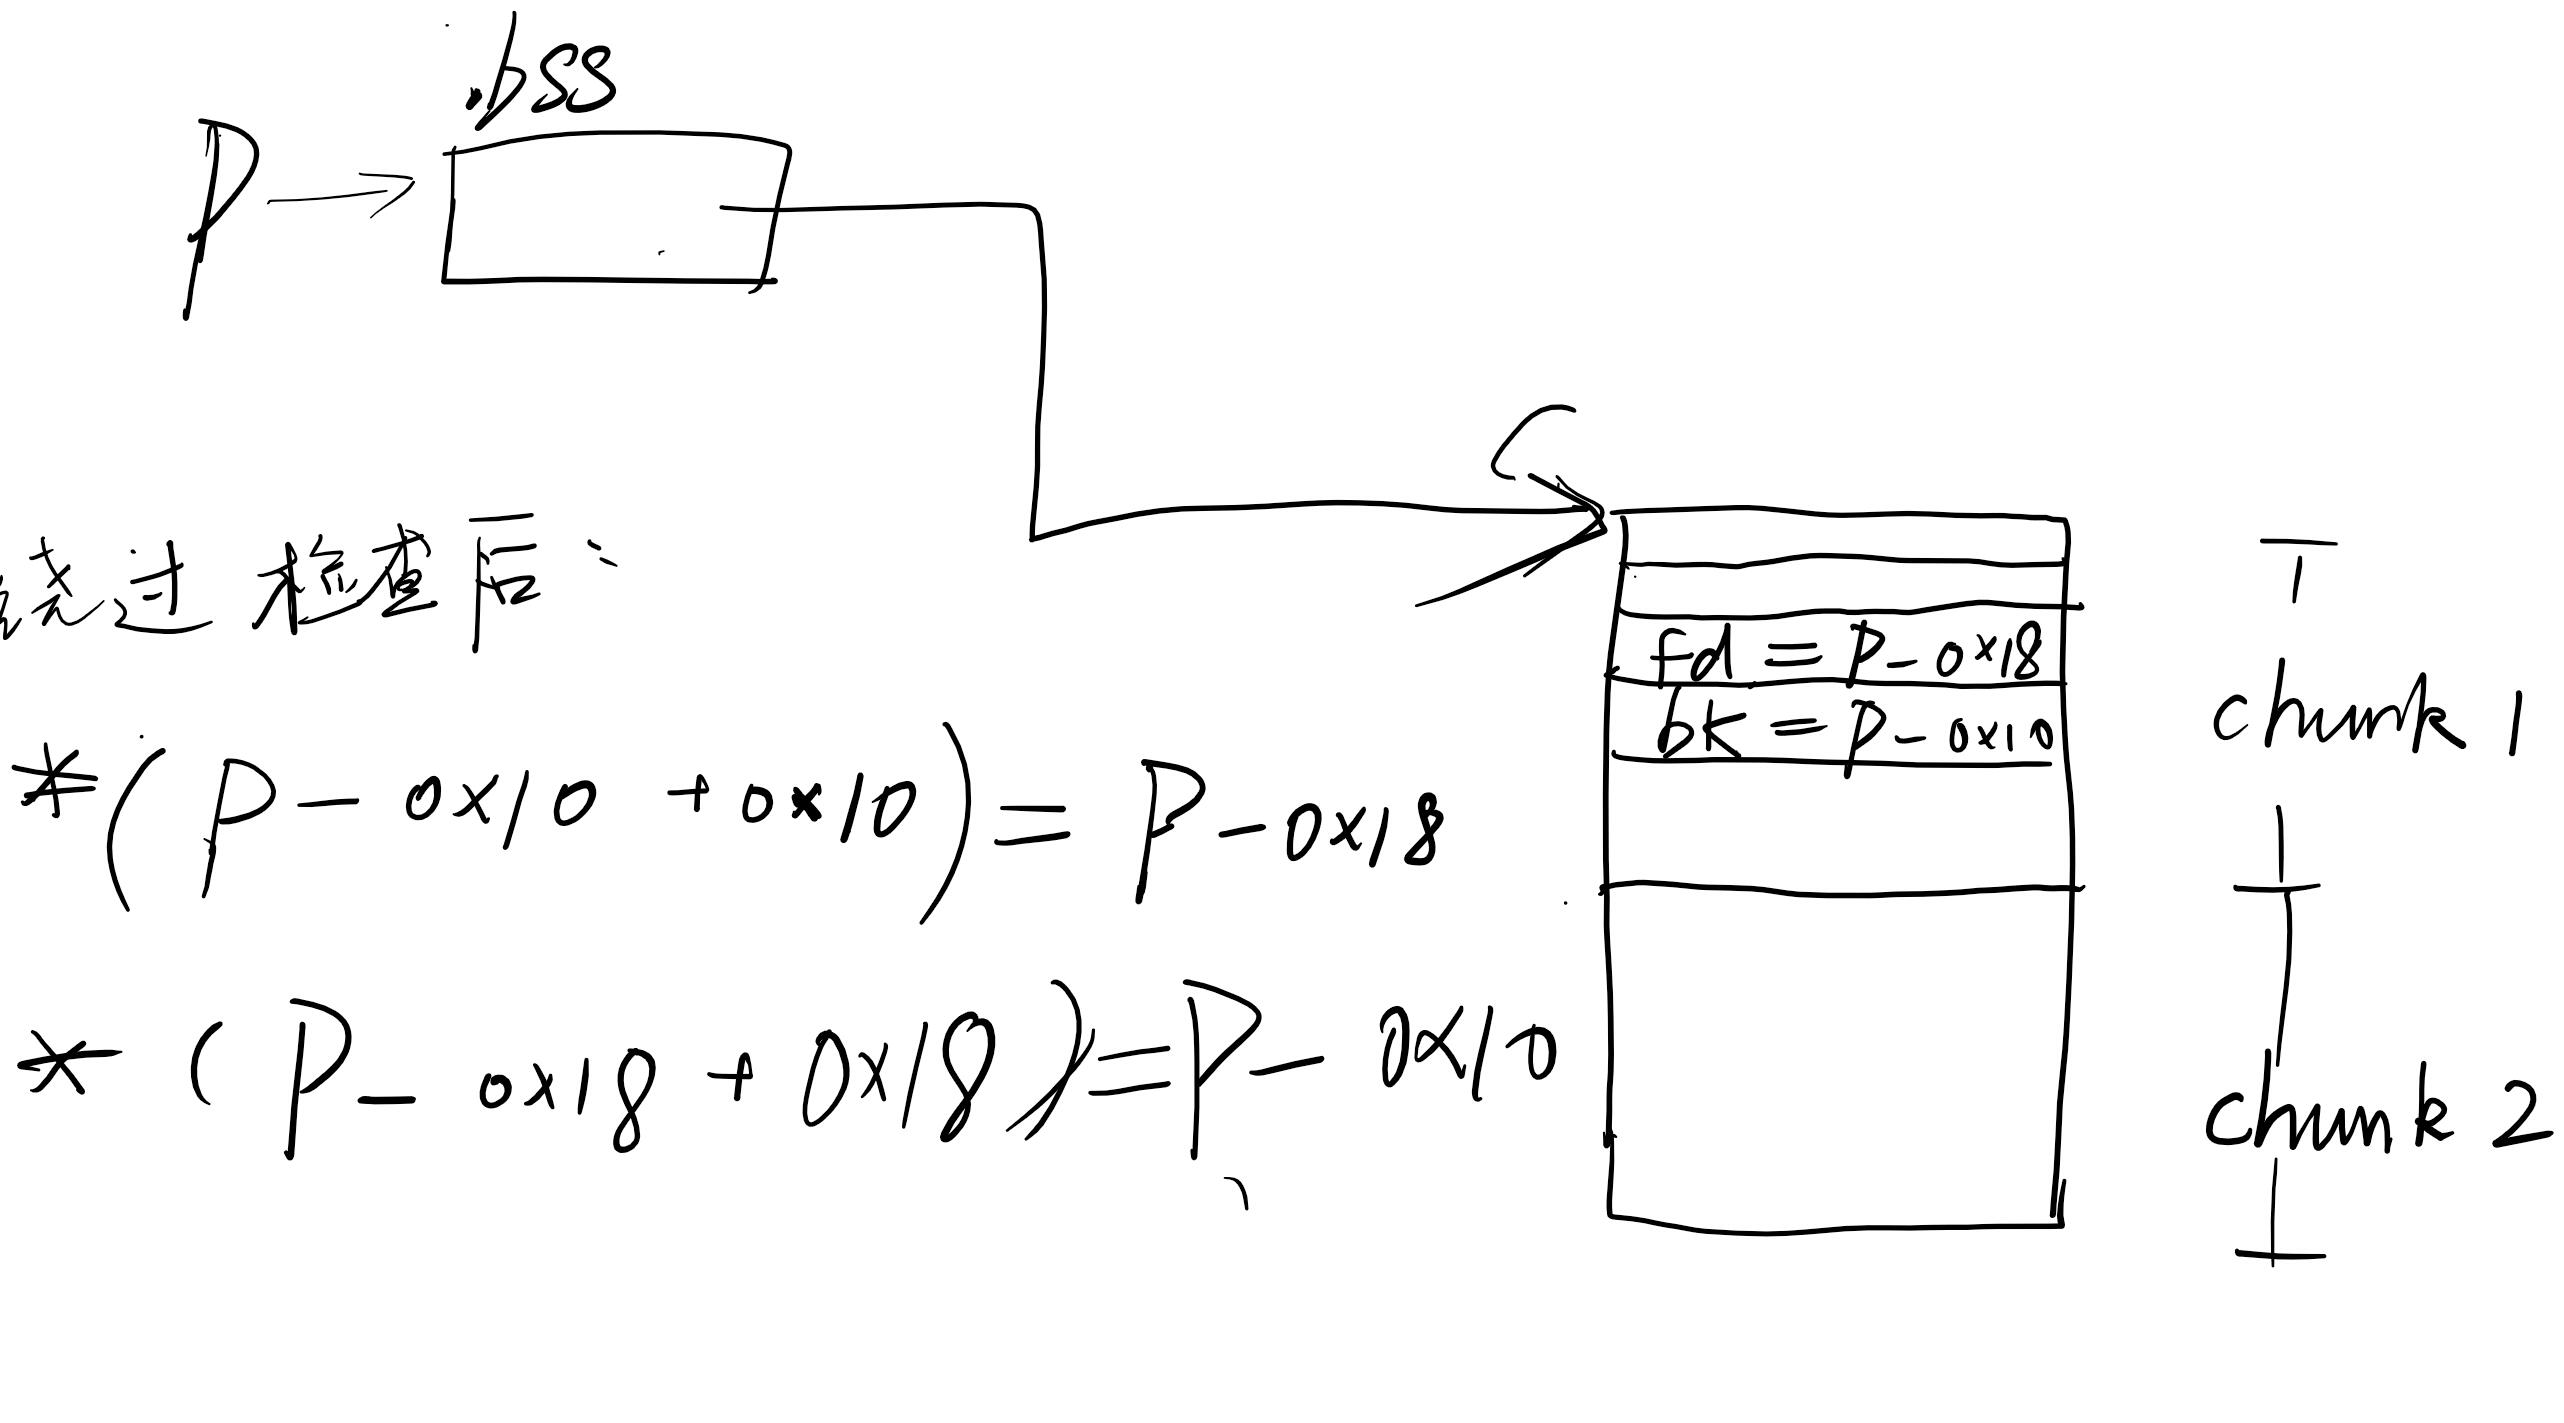 .bss
P
C
绕过检查后:
fd = P - 0x18
bk = P - 0x10
chunk 1
*(P - 0x10 + 0x10) = P - 0x18
*(P - 0x18 + 0x18) = P - 0x10
chunk 2